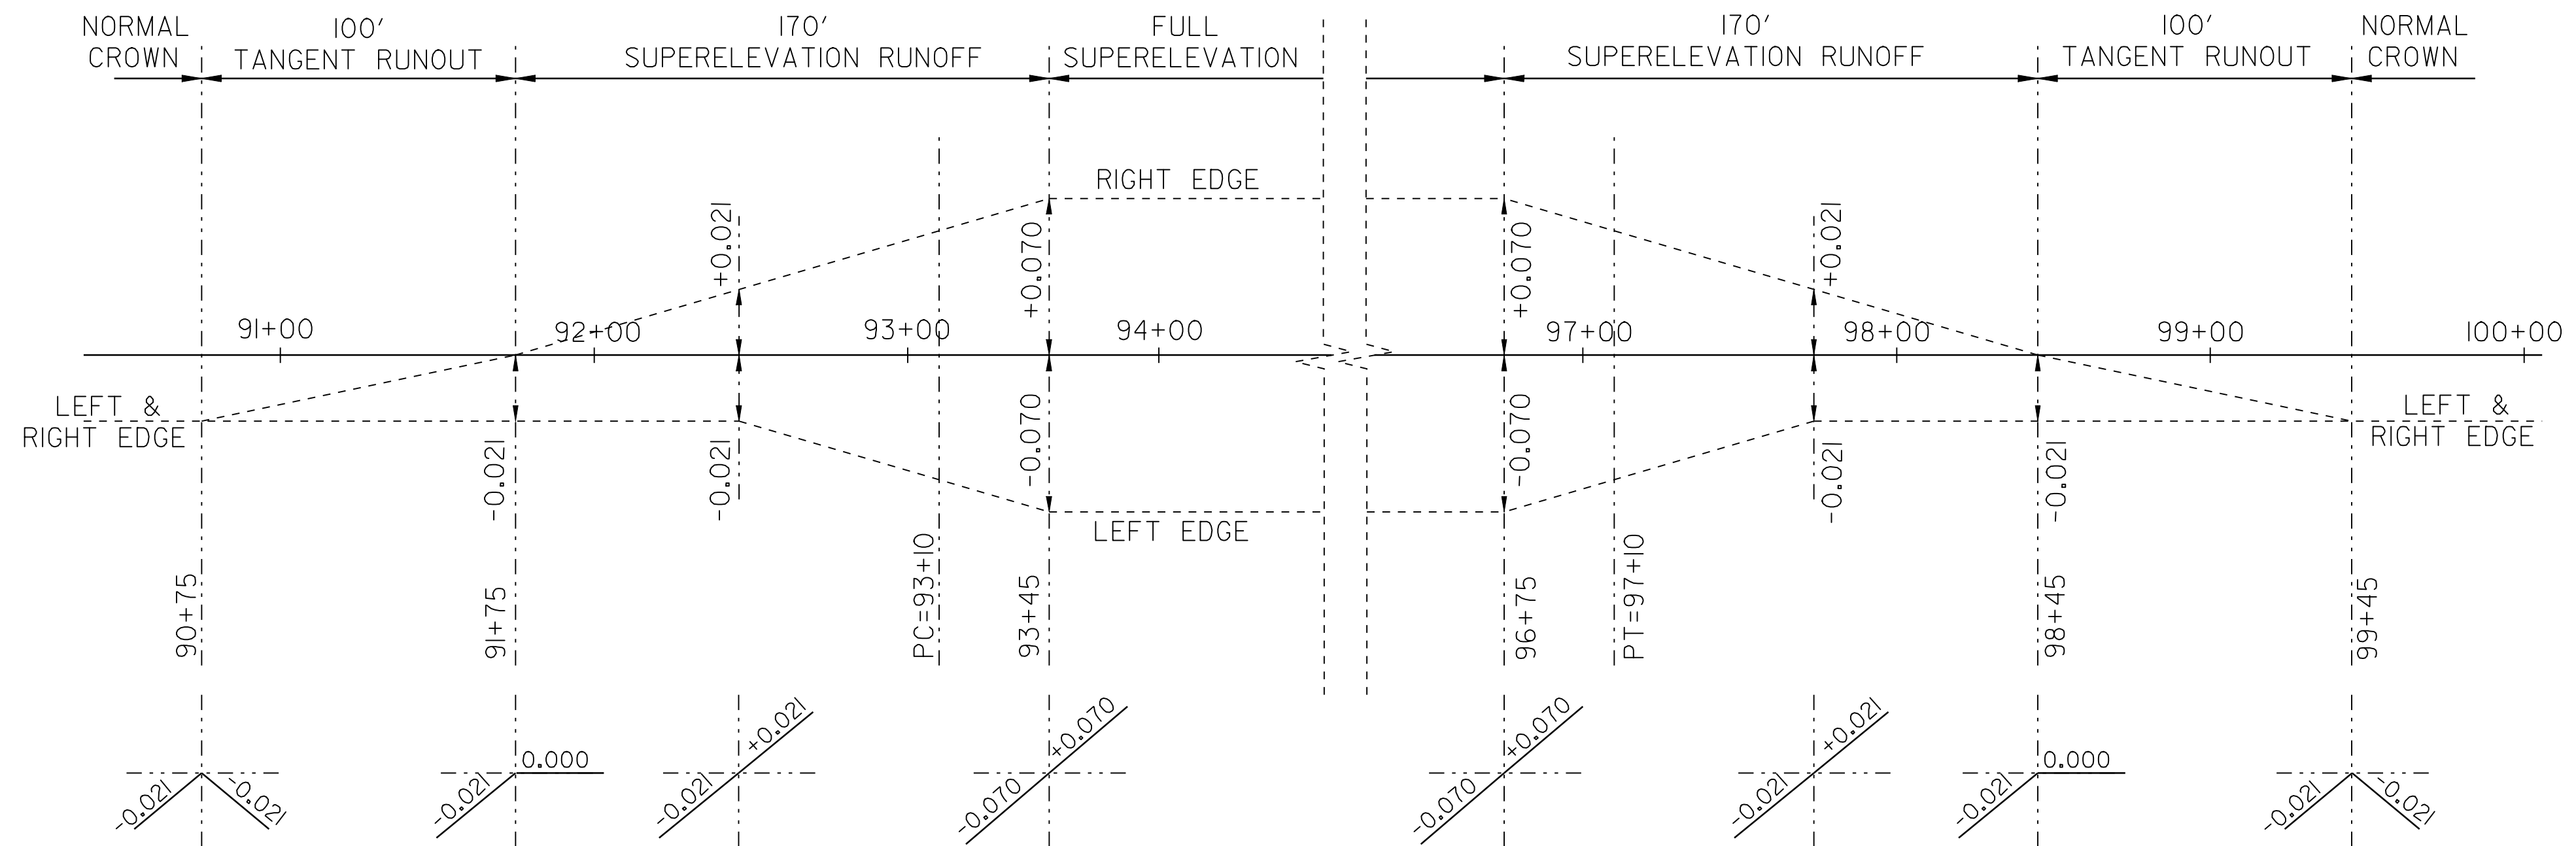 NORMAL
CROWN
100'
TANGENT RUNOUT
170'
SUPERELEVATION RUNOFF
FULL
SUPERELEVATION
170'
SUPERELEVATION RUNOFF
100'
TANGENT RUNOUT
NORMAL
CROWN
RIGHT EDGE
+0.021
+0.070
+0.070
+0.021
91+00
92+00
93+00
94+00
97+00
98+00
99+00
100+00
LEFT &
RIGHT EDGE
-0.021
-0.021
-0.070
-0.070
-0.021
-0.021
LEFT &
RIGHT EDGE
LEFT EDGE
90+75
91+75
PC=93+10
93+45
96+75
PT=97+10
98+45
99+45
-0.021
-0.021
-0.021
0.000
-0.021
+0.021
-0.070
+0.070
-0.070
+0.070
-0.021
+0.021
-0.021
0.000
-0.021
-0.021